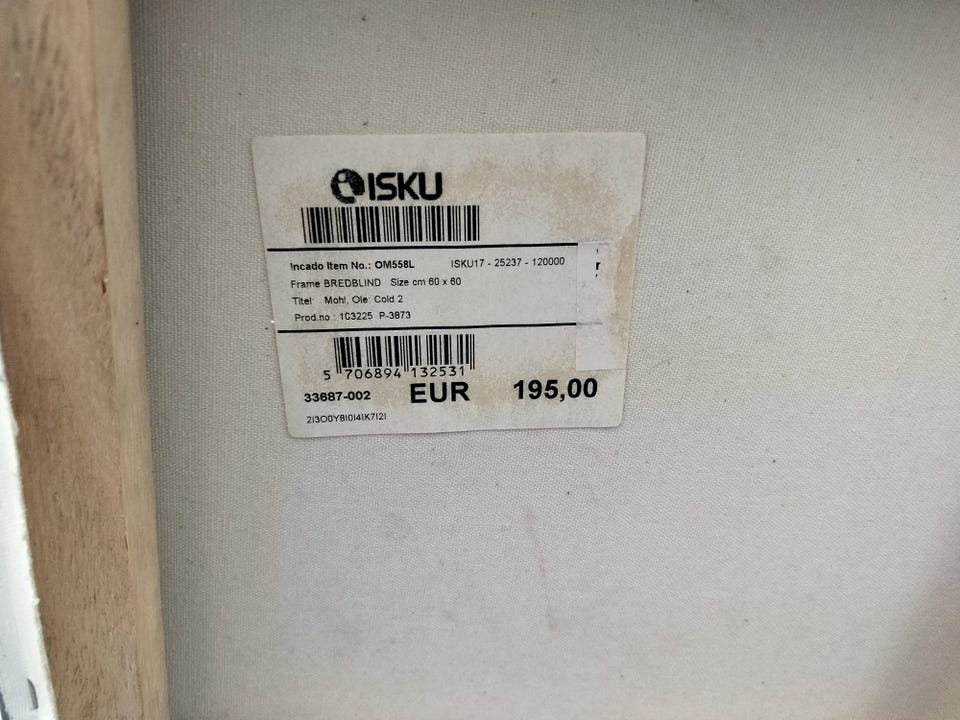 ISKU
Incado Item No.: OM558L ISKU17 - 25237 - 120000
Frame BREDBLIND Size cm 60 x 60
Titel: Mohl, Ole: Cold 2
Prod.no.: 103225 P-3873
5 706894 132531
33687-002 EUR 195,00